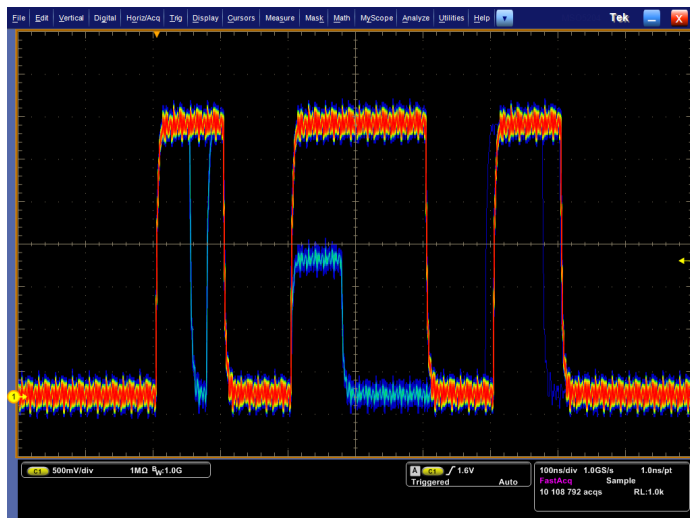 File Edit Vertical Digital Horiz/Acq Trig Display Cursors Measure Mask Math MyScope Analyze Utilities Help Tek X
1
C1 500mV/div 1MΩ BW:1.0G
A C1 1.6V
Triggered Auto
100ns/div 1.0GS/s 1.0ns/pt
FastAcq Sample
10 108 792 acqs RL:1.0k